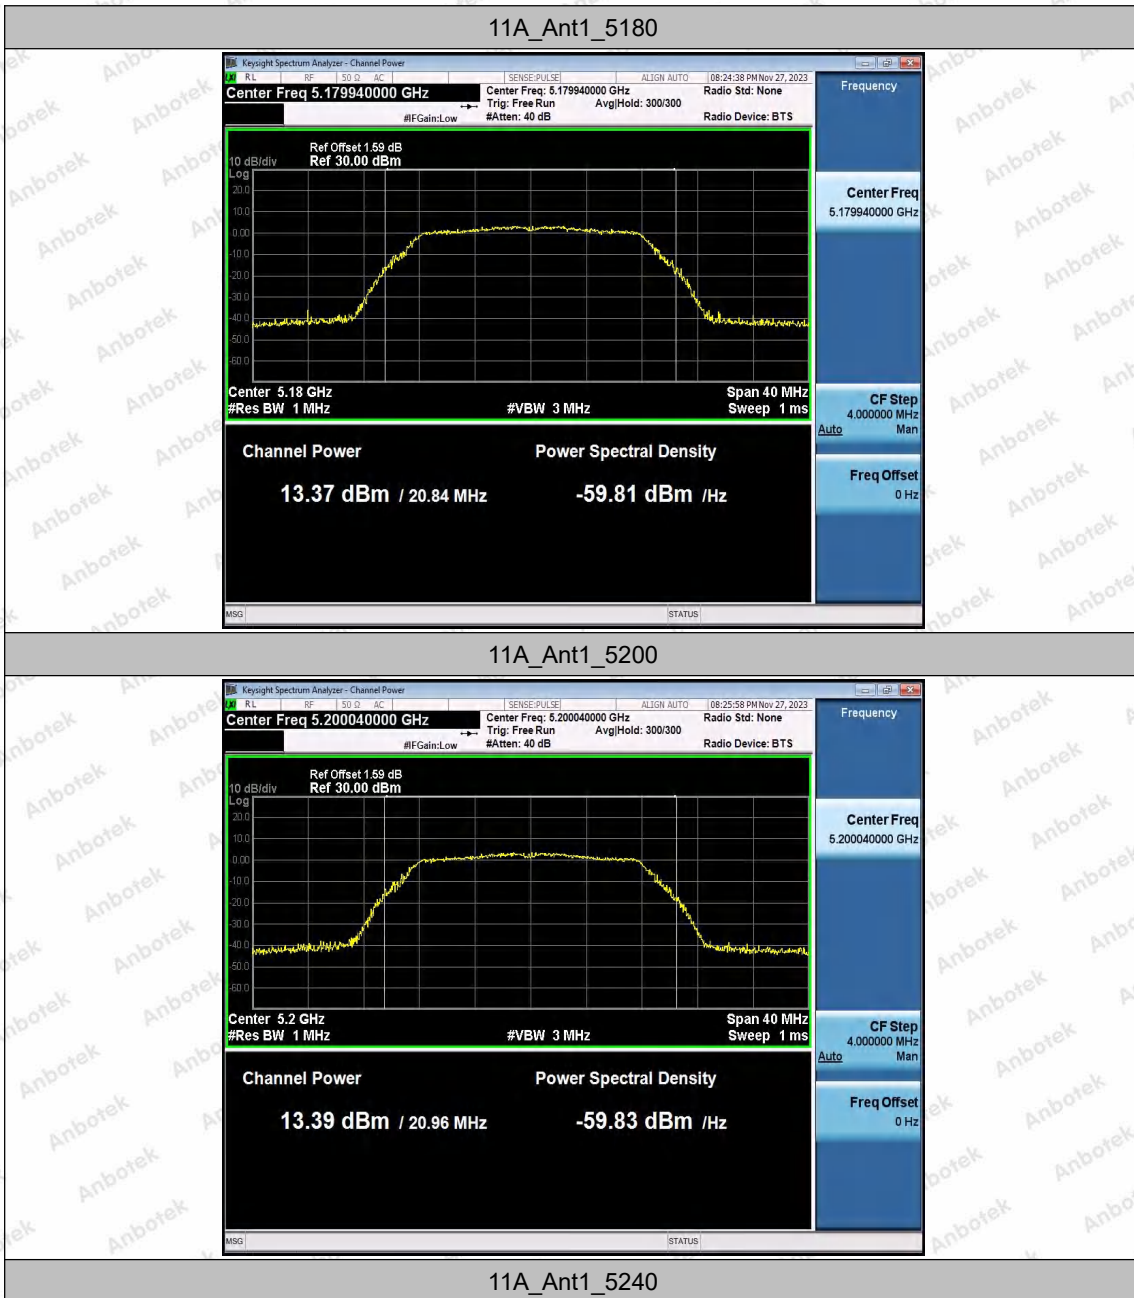 11A_Ant1_5180
Keysight Spectrum Analyzer - Channel Power
RL RF 50 Ω AC SENSE:PULSE ALIGN AUTO 08:24:38 PM Nov 27, 2023
Center Freq 5.179940000 GHz
Center Freq: 5.179940000 GHz
Radio Std: None
Trig: Free Run Avg|Hold: 300/300
#IFGain:Low #Atten: 40 dB Radio Device: BTS
Frequency
Ref Offset 1.59 dB
10 dB/div Ref 30.00 dBm
Log
20.0
10.0
0.00
-10.0
-20.0
-30.0
-40.0
-50.0
-60.0
Center Freq
5.179940000 GHz
Center 5.18 GHz Span 40 MHz
#Res BW 1 MHz #VBW 3 MHz Sweep 1 ms
CF Step
4.000000 MHz
Auto Man
Channel Power Power Spectral Density
13.37 dBm / 20.84 MHz -59.81 dBm /Hz
Freq Offset
0 Hz
MSG STATUS
11A_Ant1_5200
Keysight Spectrum Analyzer - Channel Power
RL RF 50 Ω AC SENSE:PULSE ALIGN AUTO 08:25:58 PM Nov 27, 2023
Center Freq 5.200040000 GHz
Center Freq: 5.200040000 GHz
Radio Std: None
Trig: Free Run Avg|Hold: 300/300
#IFGain:Low #Atten: 40 dB Radio Device: BTS
Frequency
Ref Offset 1.59 dB
10 dB/div Ref 30.00 dBm
Log
20.0
10.0
0.00
-10.0
-20.0
-30.0
-40.0
-50.0
-60.0
Center Freq
5.200040000 GHz
Center 5.2 GHz Span 40 MHz
#Res BW 1 MHz #VBW 3 MHz Sweep 1 ms
CF Step
4.000000 MHz
Auto Man
Channel Power Power Spectral Density
13.39 dBm / 20.96 MHz -59.83 dBm /Hz
Freq Offset
0 Hz
MSG STATUS
11A_Ant1_5240